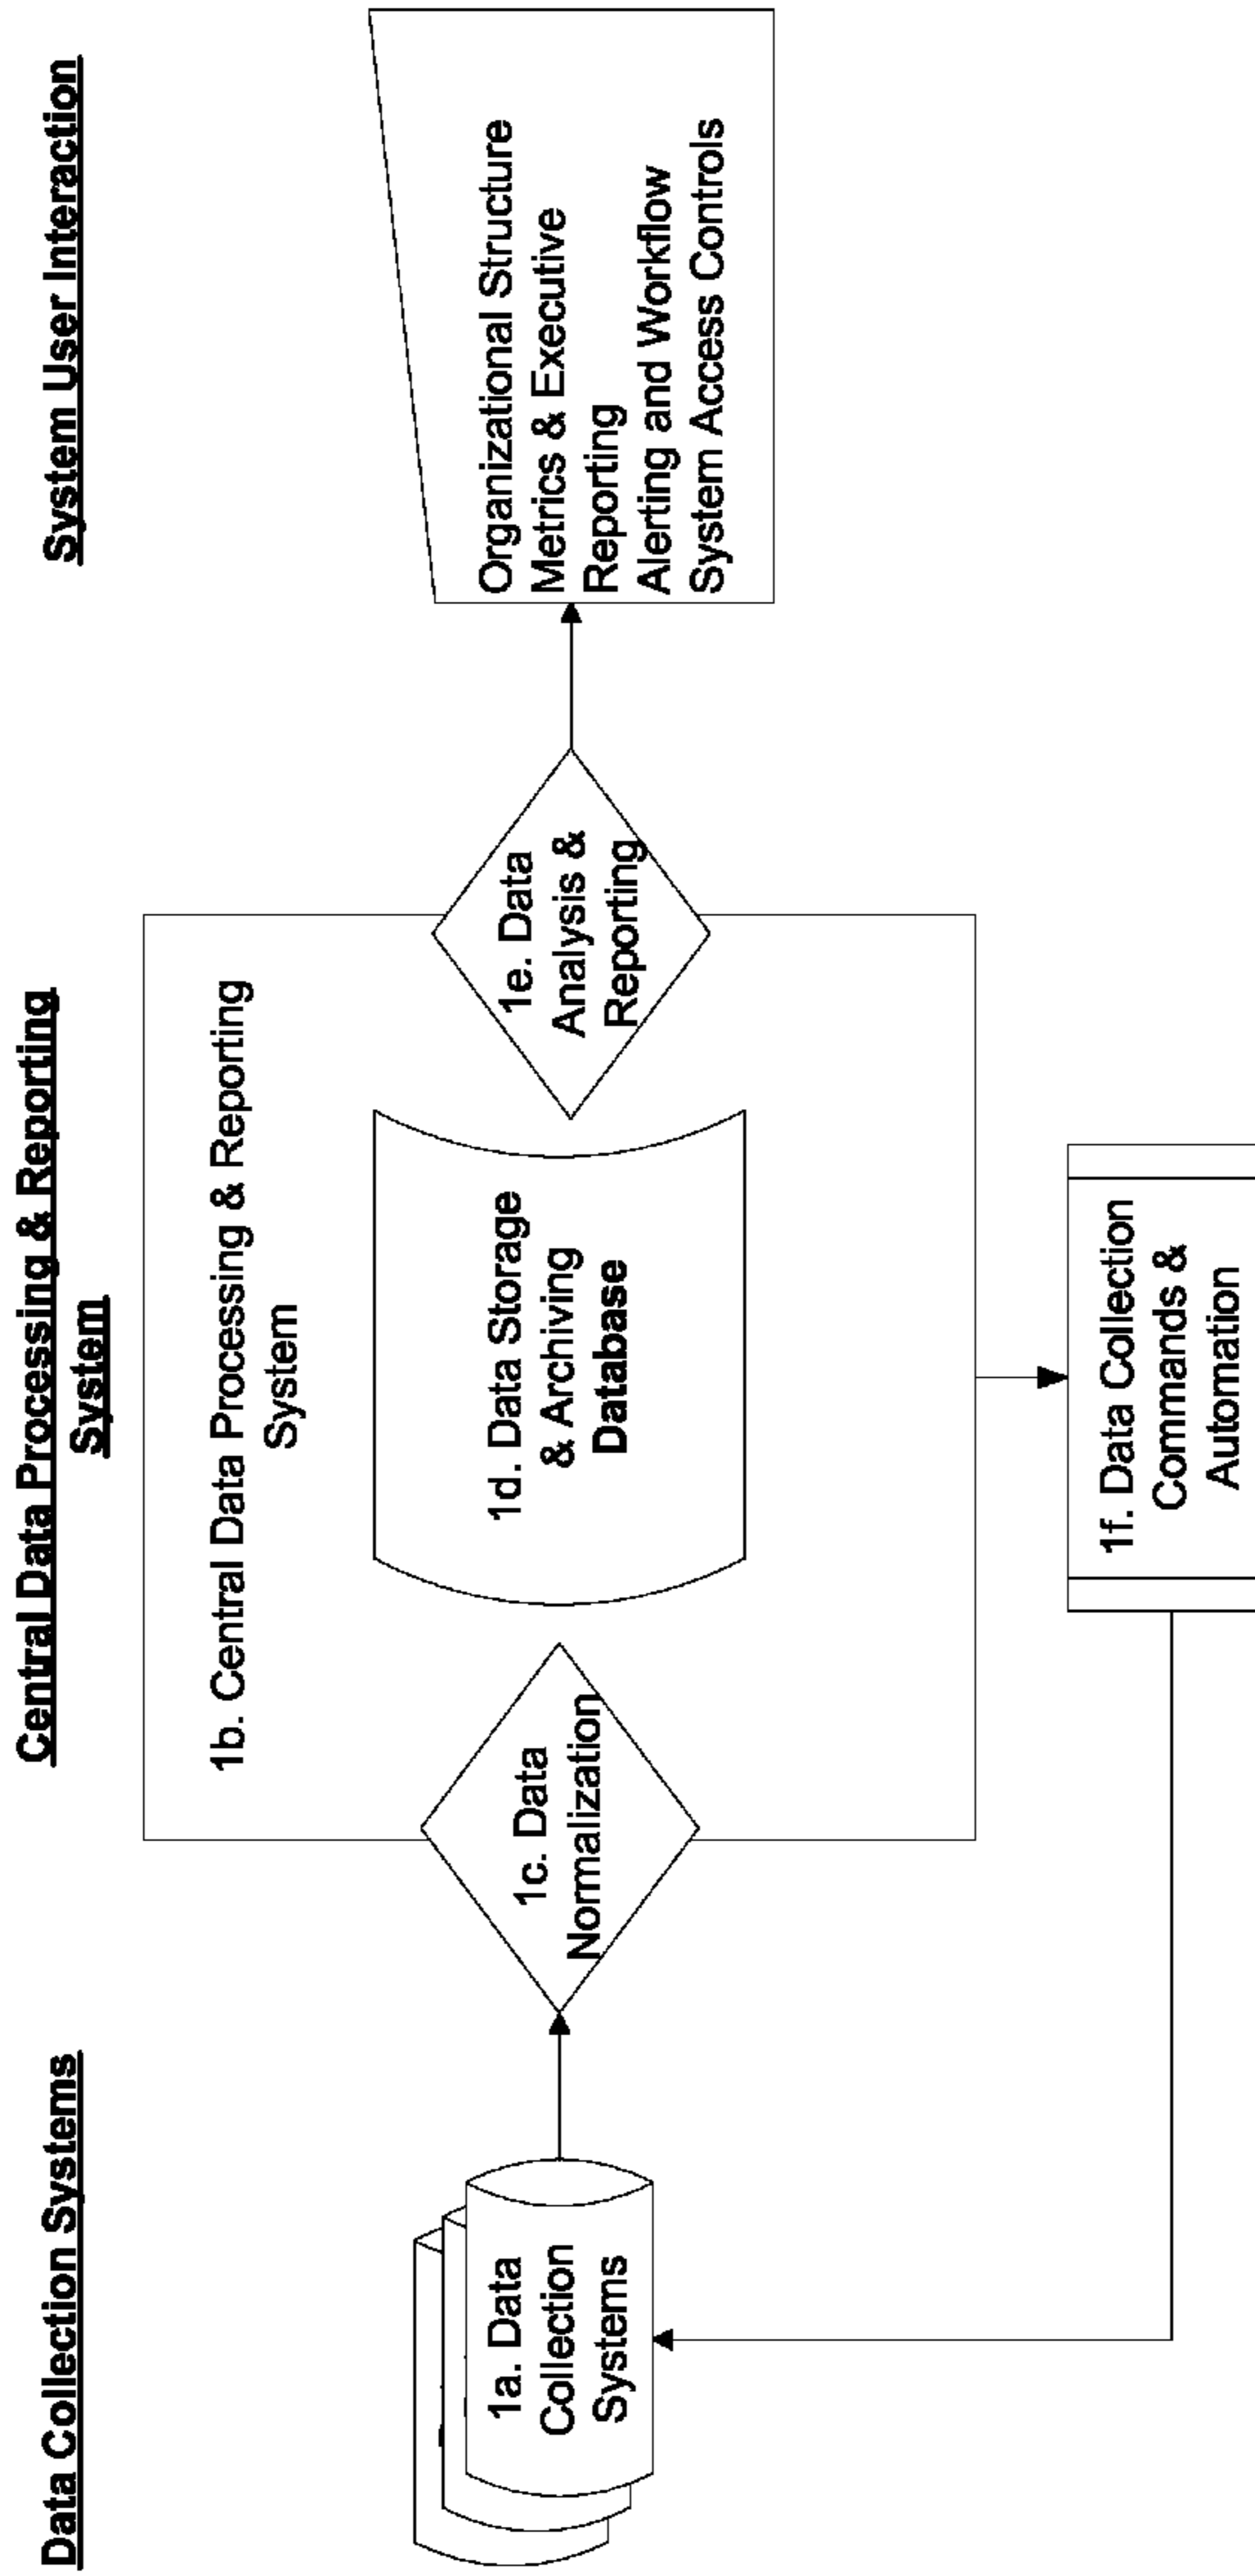 Data Collection Systems
Central Data Processing & Reporting
System
System User Interaction
1b. Central Data Processing & Reporting
System
1a. Data
Collection
Systems
1c. Data
Normalization
1d. Data Storage
& Archiving
Database
1e. Data
Analysis &
Reporting
Organizational Structure
Metrics & Executive
Reporting
Alerting and Workflow
System Access Controls
1f. Data Collection
Commands &
Automation